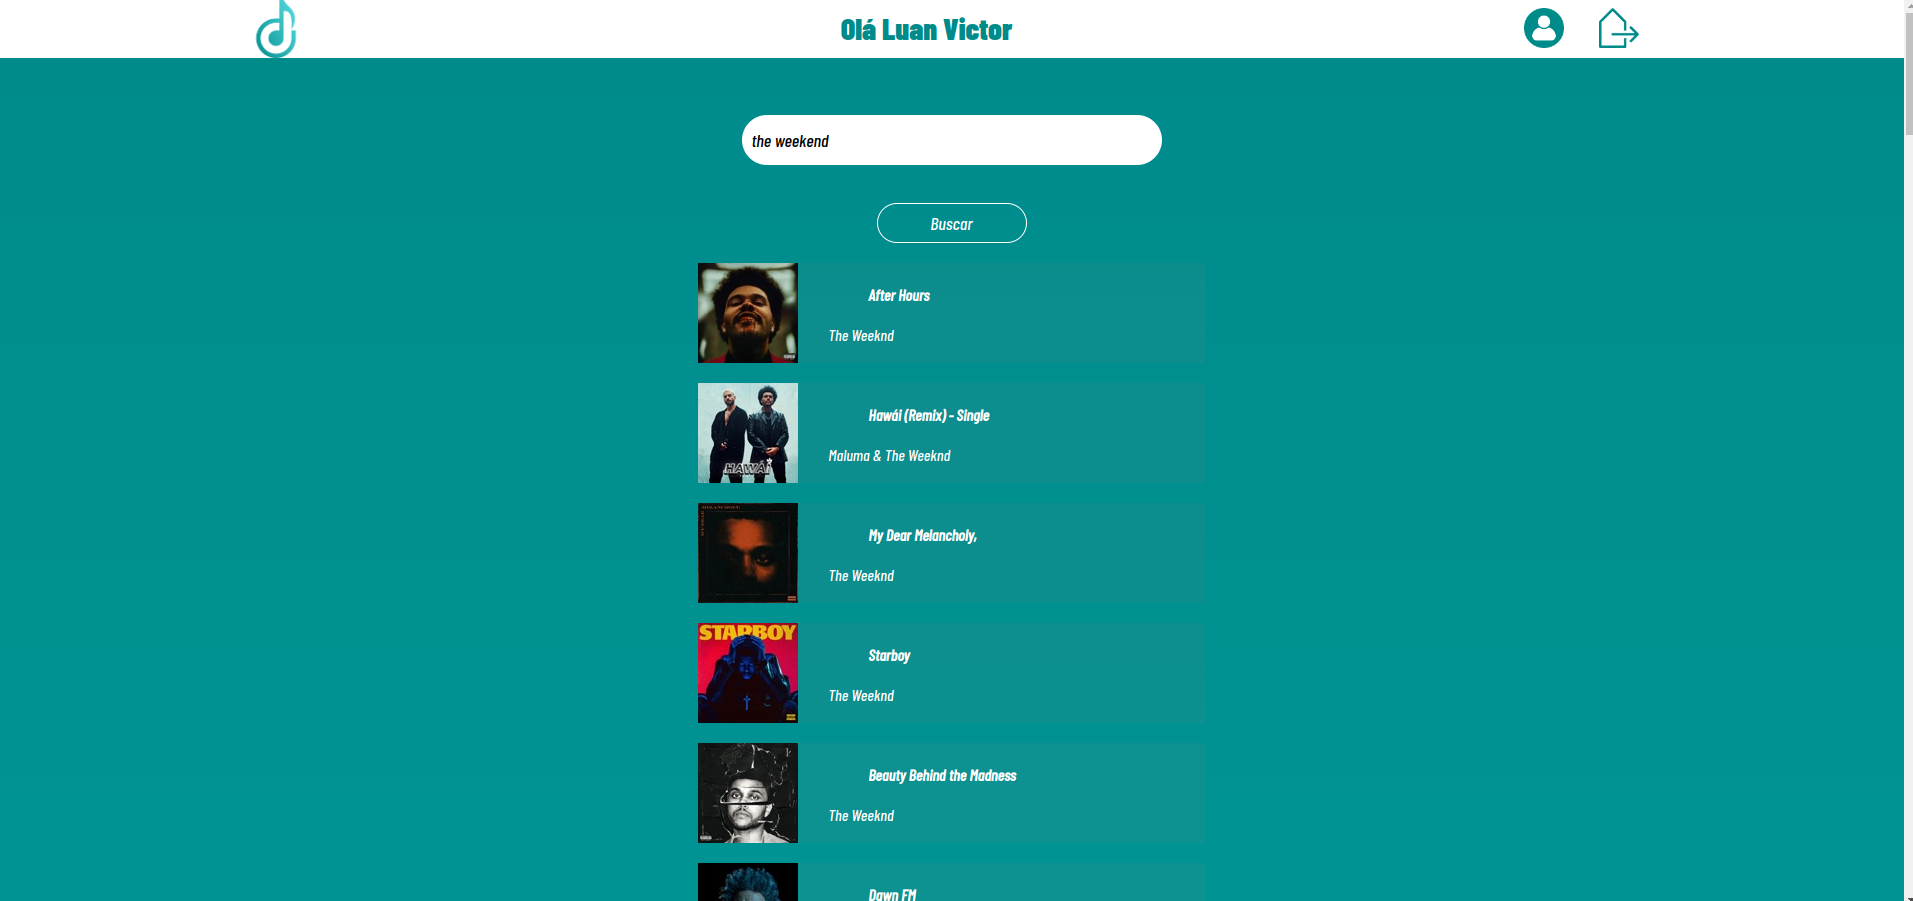 Olá Luan Victor
the weekend
Buscar
After Hours
The Weeknd
Hawái (Remix) - Single
Maluma & The Weeknd
HAWÁI
My Dear Melancholy,
The Weeknd
STARBOY
Starboy
The Weeknd
Beauty Behind the Madness
The Weeknd
Dawn FM